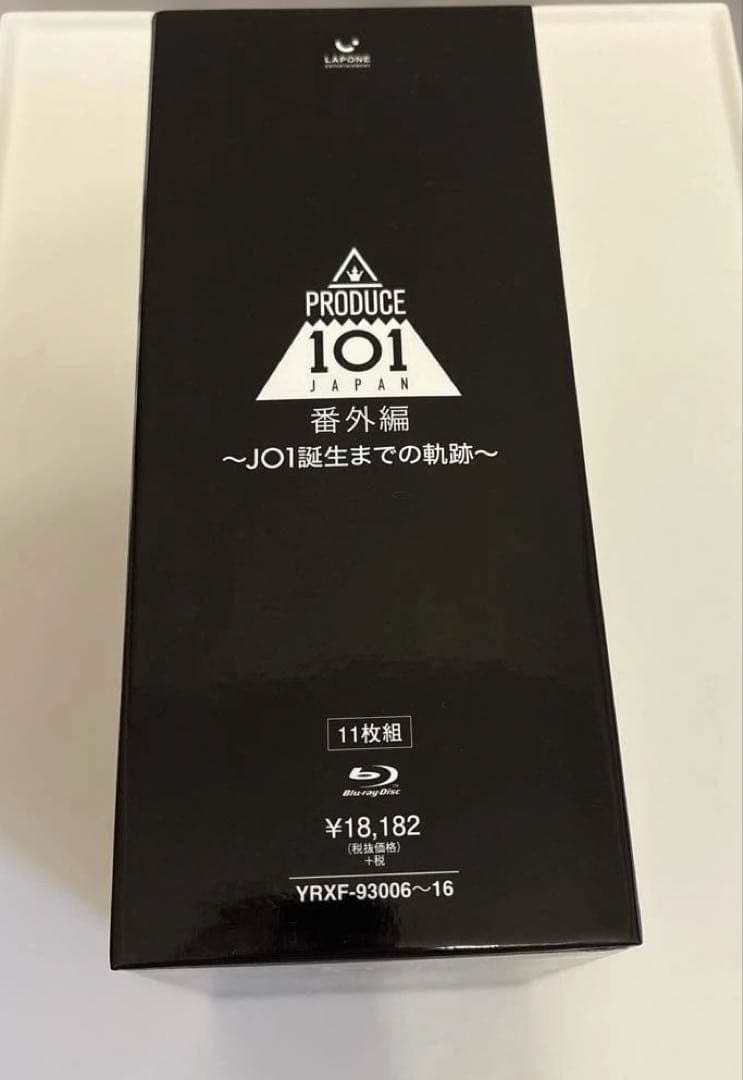 LAPONE
ENTERTAINMENT
PRODUCE
101
JAPAN
番外編
～JO1誕生までの軌跡～
11枚組
Blu-ray Disc
¥18,182
(税抜価格)
+税
YRXF-93006～16